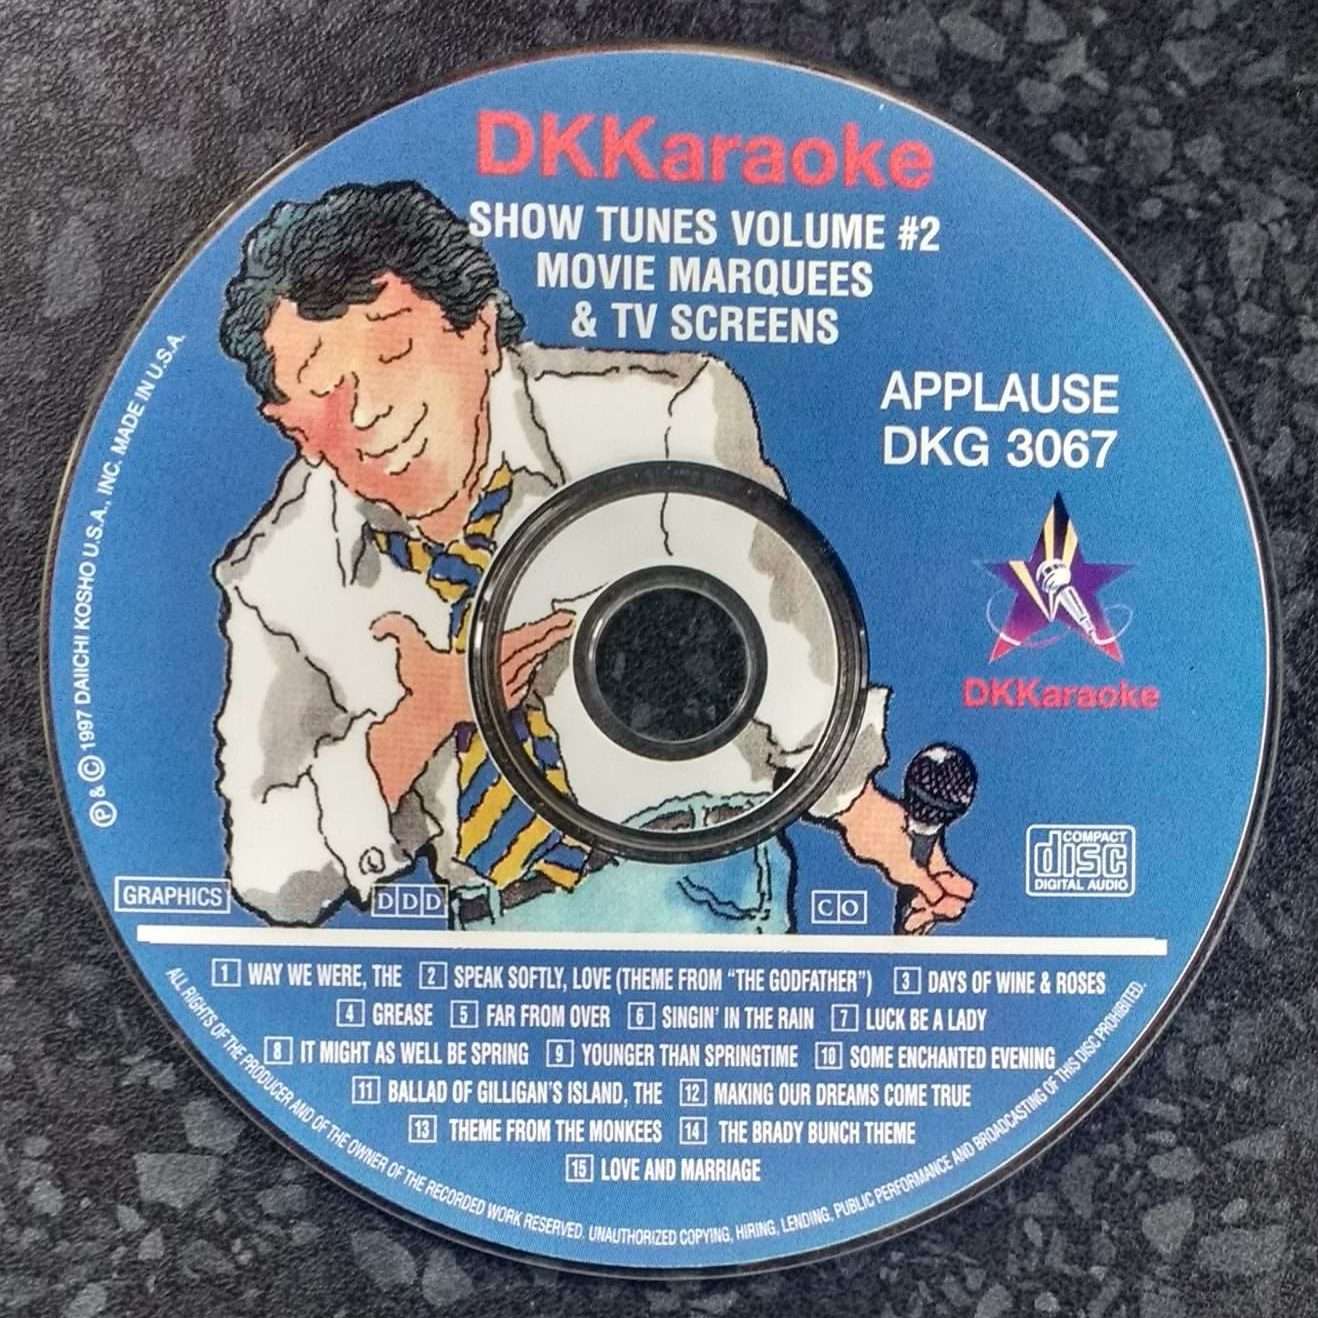 DKKaraoke
SHOW TUNES VOLUME #2
MOVIE MARQUEES
& TV SCREENS
APPLAUSE
DKG 3067
DKKaraoke
Ⓟ & © 1997 DAIICHI KOSHO U.S.A., INC. MADE IN U.S.A.
COMPACT
disc
DIGITAL AUDIO
GRAPHICS DDD CO
1 WAY WE WERE, THE 2 SPEAK SOFTLY, LOVE (THEME FROM “THE GODFATHER”) 3 DAYS OF WINE & ROSES
4 GREASE 5 FAR FROM OVER 6 SINGIN' IN THE RAIN 7 LUCK BE A LADY
8 IT MIGHT AS WELL BE SPRING 9 YOUNGER THAN SPRINGTIME 10 SOME ENCHANTED EVENING
11 BALLAD OF GILLIGAN'S ISLAND, THE 12 MAKING OUR DREAMS COME TRUE
13 THEME FROM THE MONKEES 14 THE BRADY BUNCH THEME
15 LOVE AND MARRIAGE
ALL RIGHTS OF THE PRODUCER AND OF THE OWNER OF THE RECORDED WORK RESERVED. UNAUTHORIZED COPYING, HIRING, LENDING, PUBLIC PERFORMANCE AND BROADCASTING OF THIS DISC PROHIBITED.